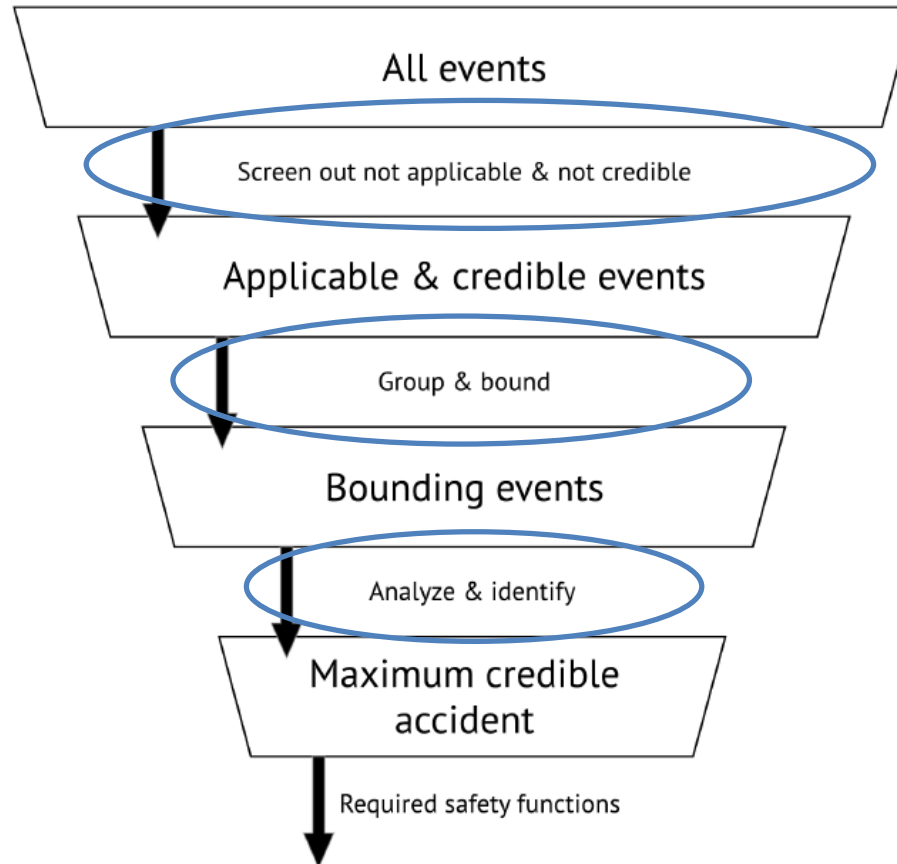 All events
Screen out not applicable & not credible
Applicable & credible events
Group & bound
Bounding events
Analyze & identify
Maximum credible
accident
Required safety functions